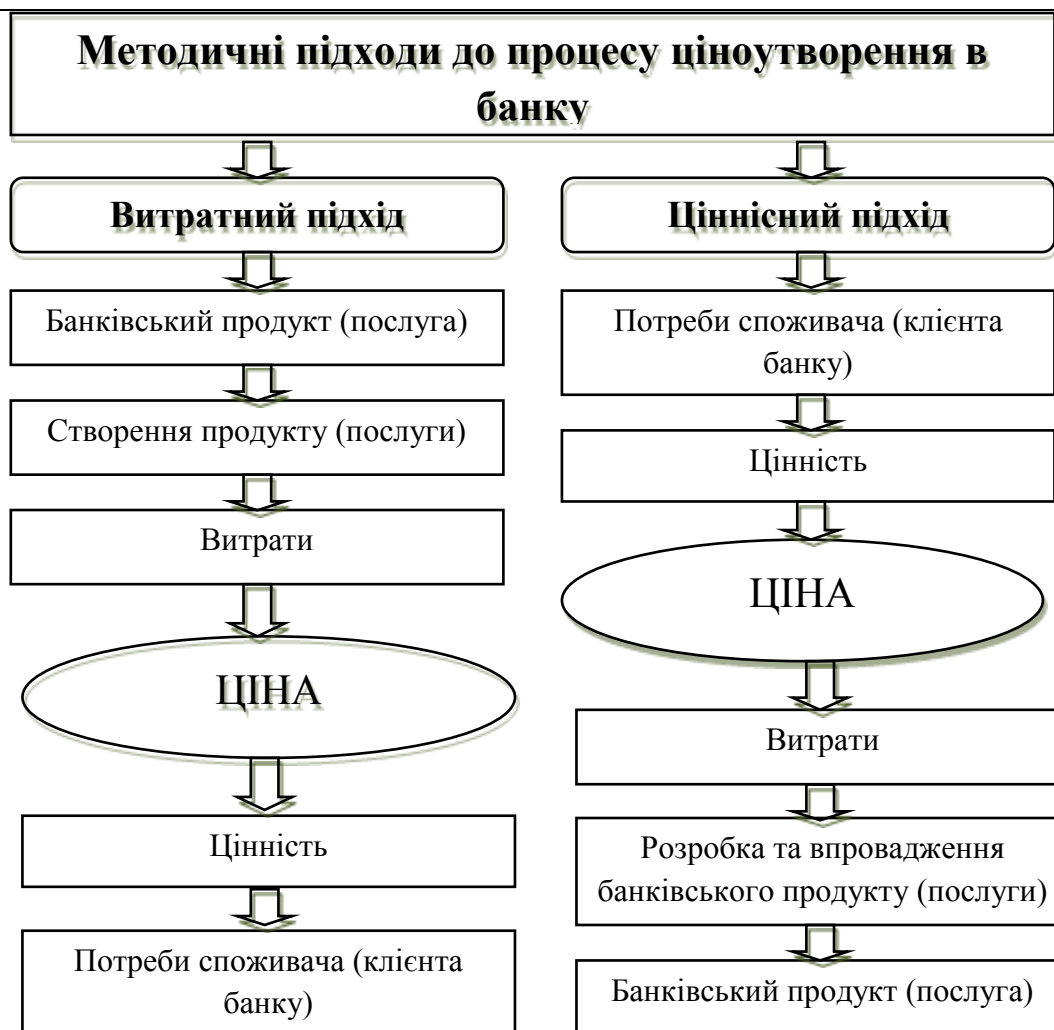 Методичні підходи до процесу ціноутворення в
банку
Витратний підхід
Банківський продукт (послуга)
Створення продукту (послуги)
Витрати
ЦІНА
Цінність
Потреби споживача (клієнта
банку)
Ціннісний підхід
Потреби споживача (клієнта
банку)
Цінність
ЦІНА
Витрати
Розробка та впровадження
банківського продукту (послуги)
Банківський продукт (послуга)